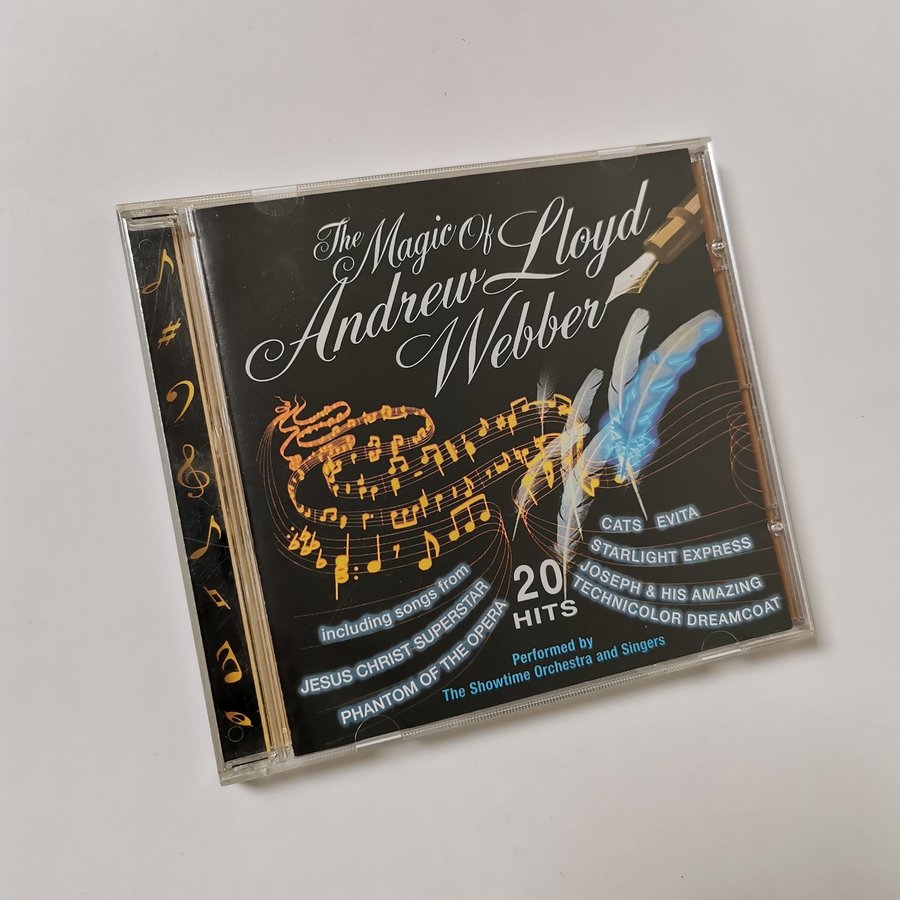 The Magic Of
Andrew Lloyd
Webber
CATS EVITA
STARLIGHT EXPRESS
JOSEPH & HIS AMAZING
TECHNICOLOR DREAMCOAT
20
HITS
including songs from
JESUS CHRIST SUPERSTAR
PHANTOM OF THE OPERA
Performed by
The Showtime Orchestra and Singers